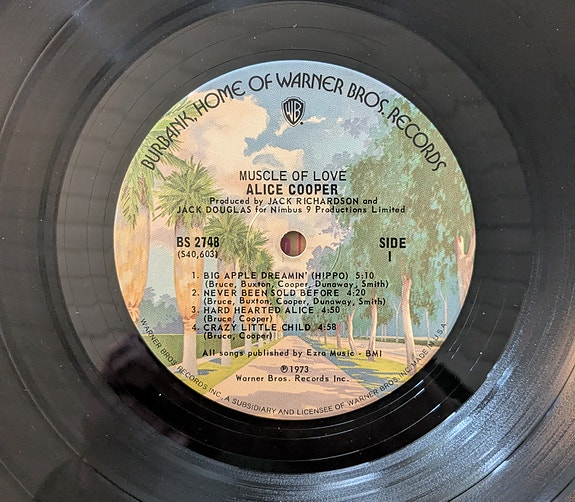 BURBANK, HOME OF WARNER BROS. RECORDS
WB
MUSCLE OF LOVE
ALICE COOPER
Produced by JACK RICHARDSON and
JACK DOUGLAS for Nimbus 9 Productions Limited
BS 2748
(S40,603)
SIDE
1
1. BIG APPLE DREAMIN' (HIPPO) 5:10
(Bruce, Buxton, Cooper, Dunaway, Smith)
2. NEVER BEEN SOLD BEFORE 4:20
(Bruce, Buxton, Cooper, Dunaway, Smith)
3. HARD HEARTED ALICE 4:50
(Bruce, Cooper)
4. CRAZY LITTLE CHILD 4:58
(Bruce, Cooper)
All songs published by Ezra Music - BMI
℗1973
Warner Bros. Records Inc.
WARNER BROS. RECORDS INC., A SUBSIDIARY AND LICENSEE OF WARNER BROS. INC. MADE IN U.S.A.